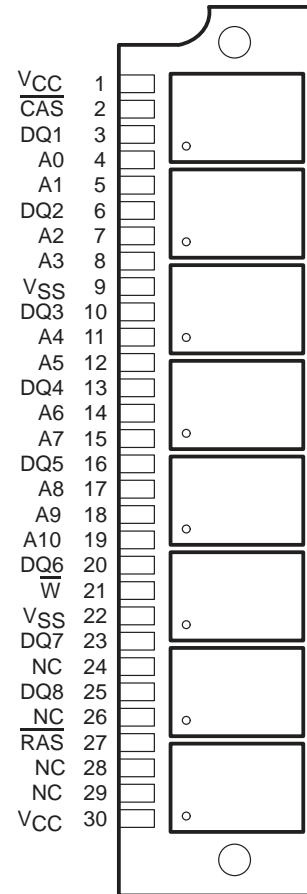 VCC 1
C̅A̅S̅ 2
DQ1 3
A0 4
A1 5
DQ2 6
A2 7
A3 8
VSS 9
DQ3 10
A4 11
A5 12
DQ4 13
A6 14
A7 15
DQ5 16
A8 17
A9 18
A10 19
DQ6 20
W̅ 21
VSS 22
DQ7 23
NC 24
DQ8 25
NC 26
R̅A̅S̅ 27
NC 28
NC 29
VCC 30